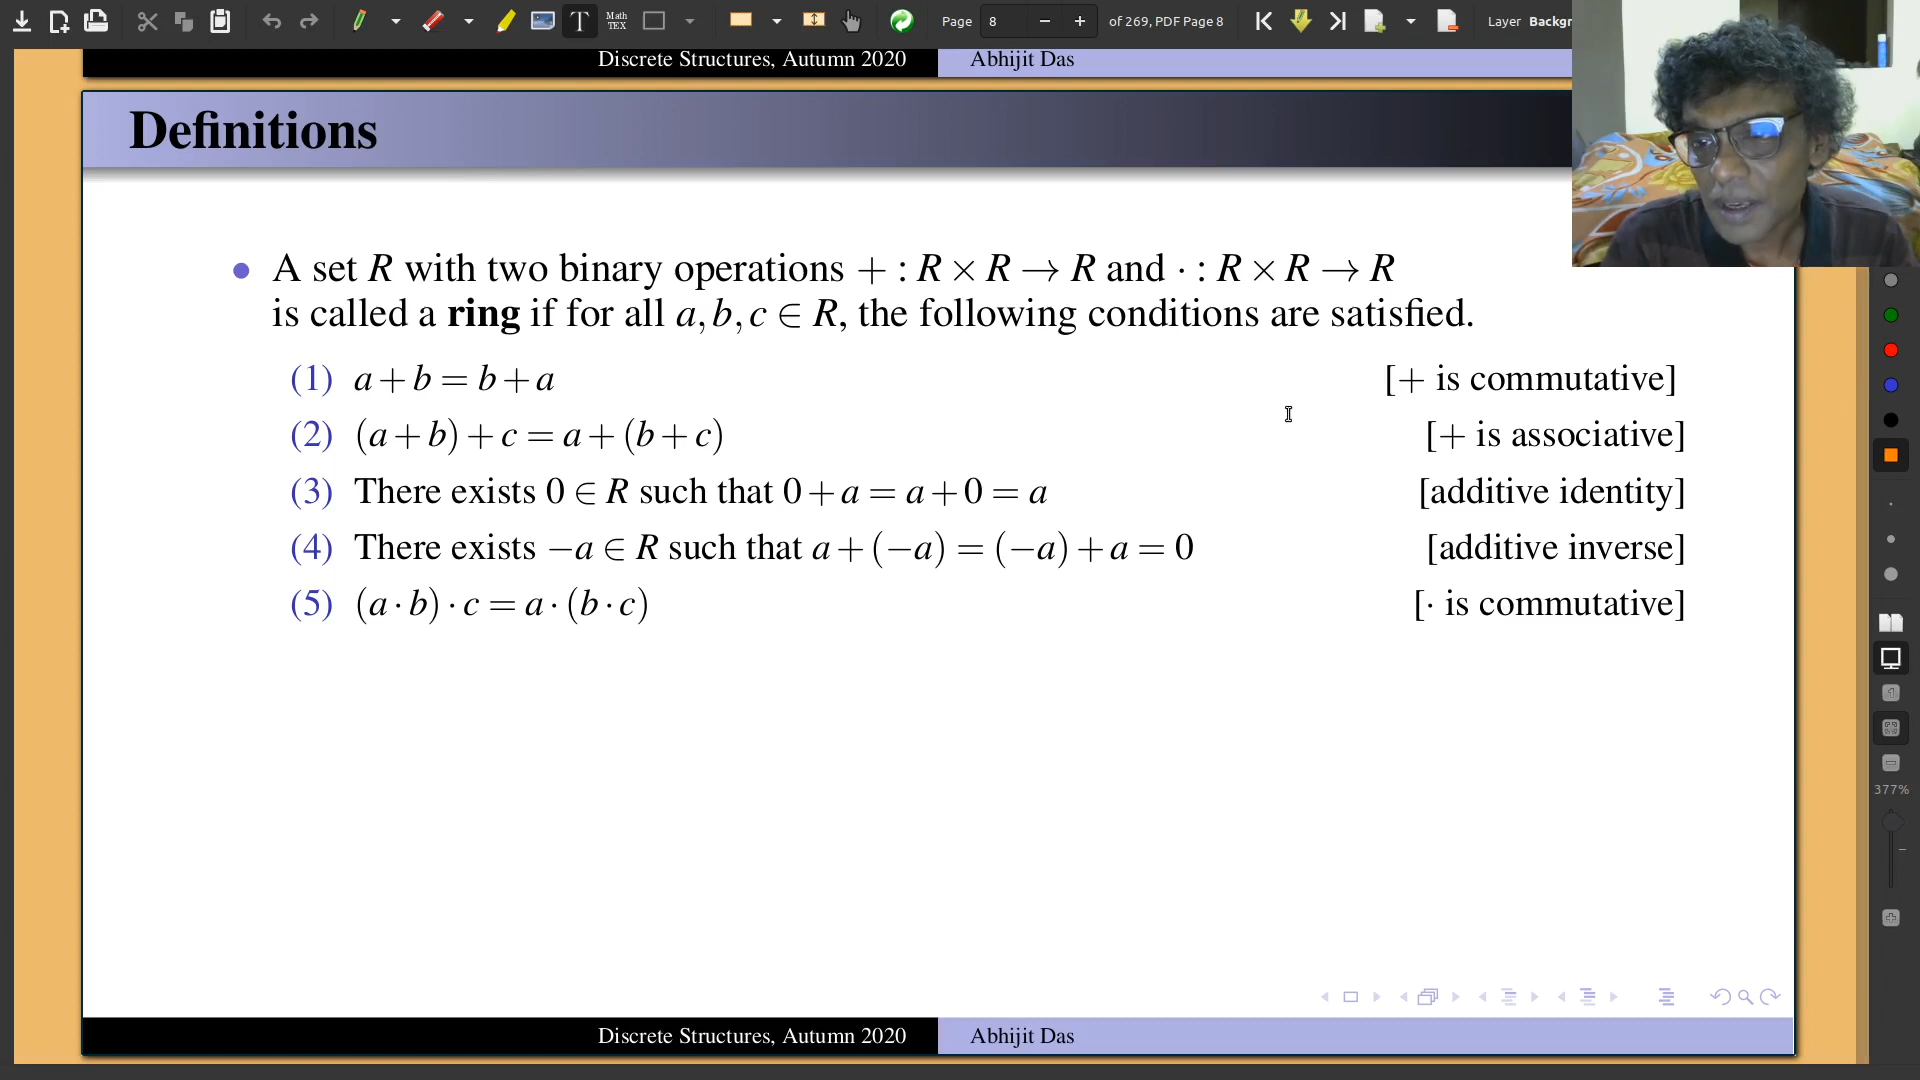 Page 8 of 269, PDF Page 8 Layer Backgr
Math
TEX
Discrete Structures, Autumn 2020 Abhijit Das
Definitions
• A set R with two binary operations + : R × R → R and · : R × R → R
is called a ring if for all a, b, c ∈ R, the following conditions are satisfied.
(1) a + b = b + a [+ is commutative]
(2) (a + b) + c = a + (b + c) [+ is associative]
(3) There exists 0 ∈ R such that 0 + a = a + 0 = a [additive identity]
(4) There exists −a ∈ R such that a + (−a) = (−a) + a = 0 [additive inverse]
(5) (a · b) · c = a · (b · c) [· is commutative]
377%
Discrete Structures, Autumn 2020 Abhijit Das